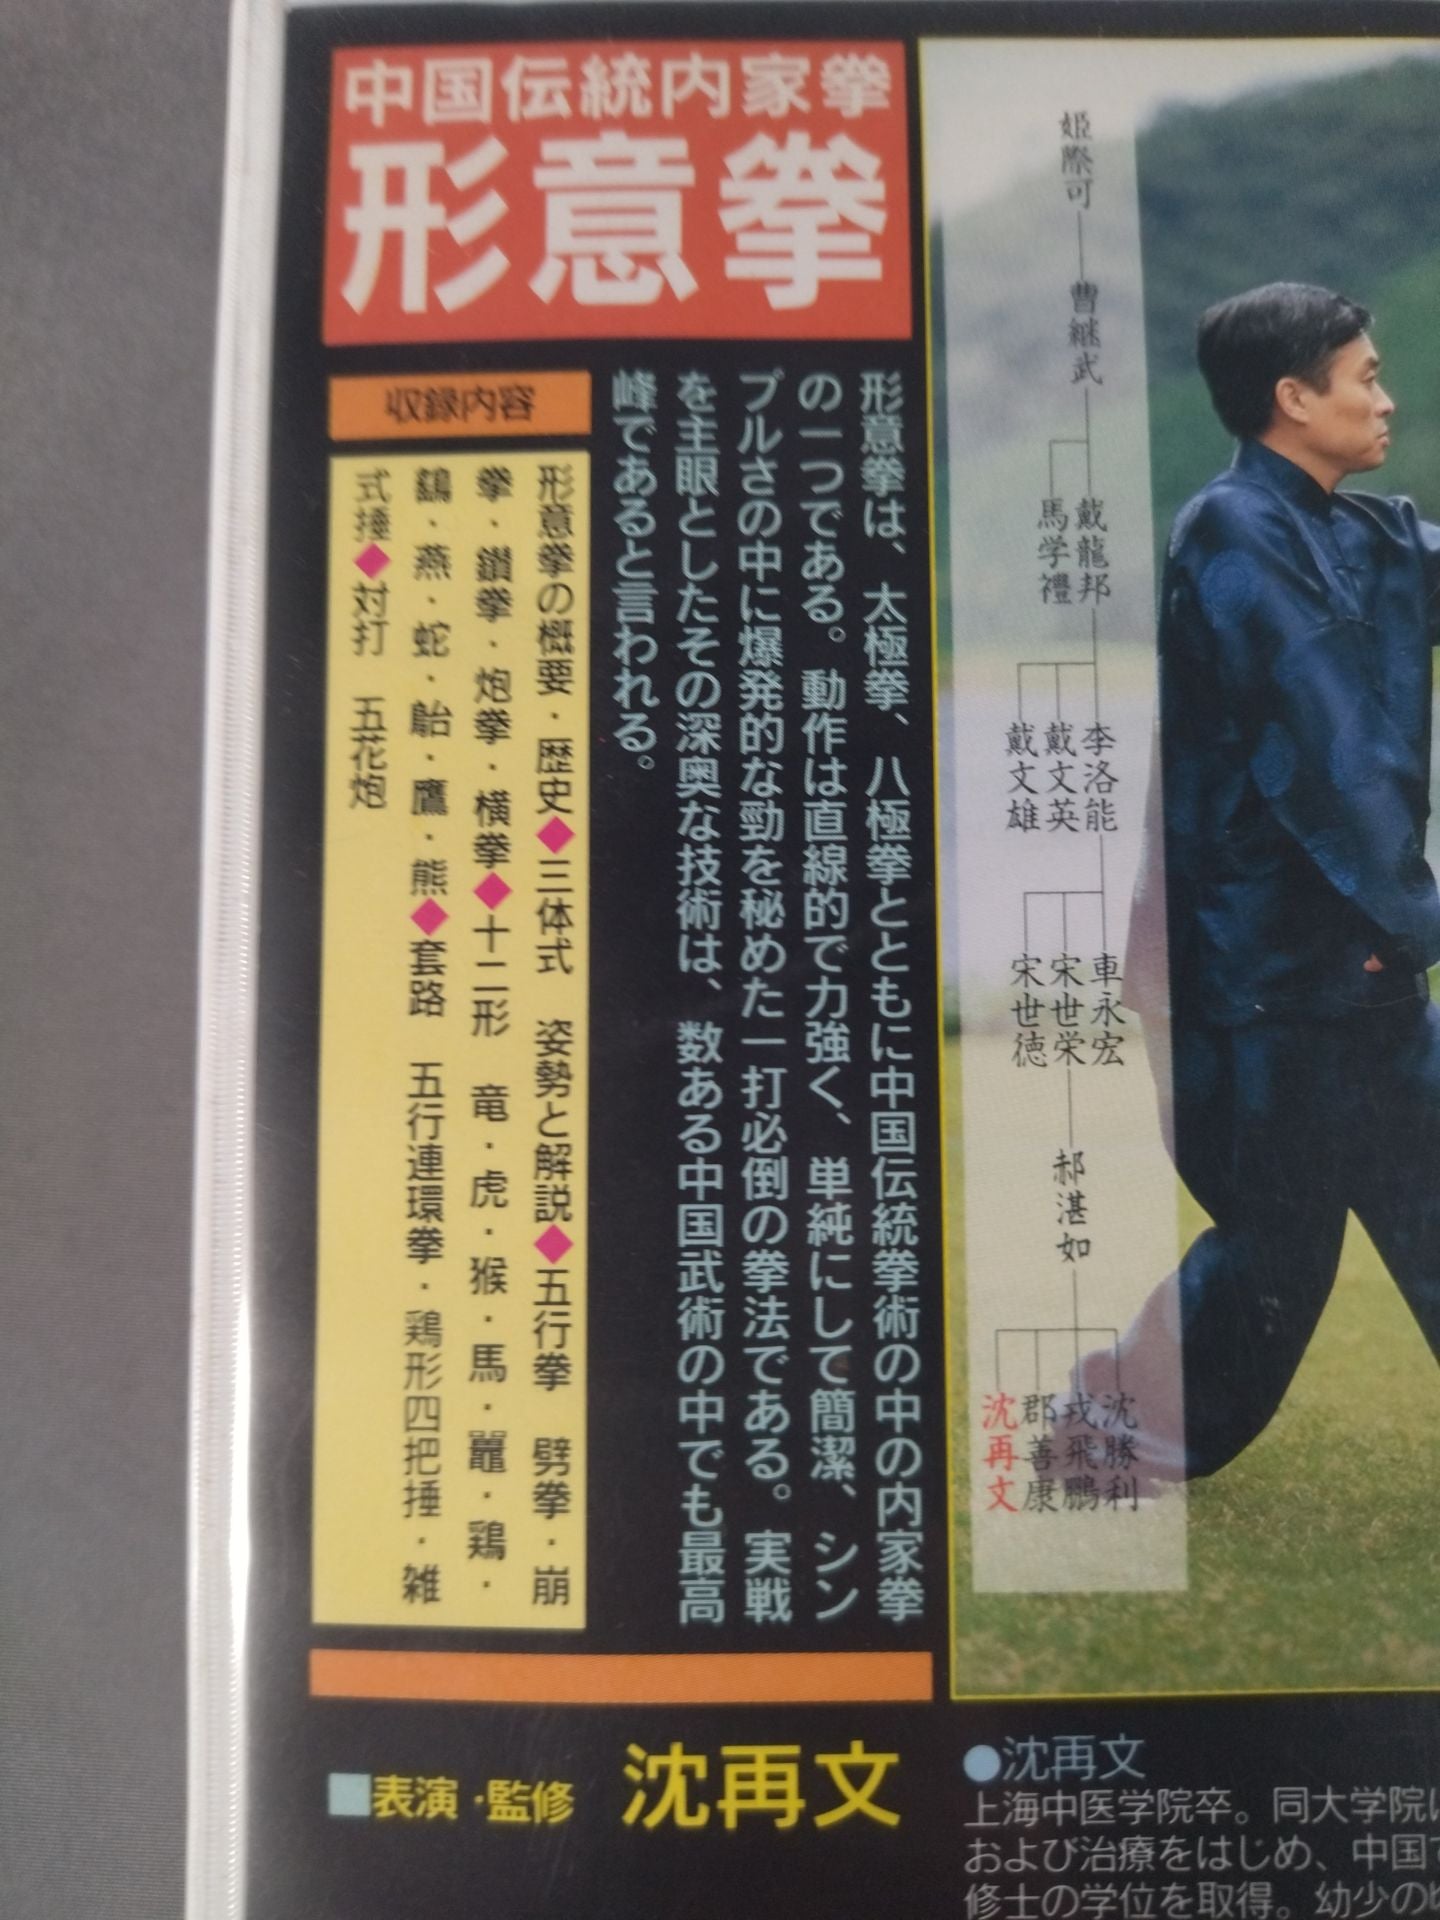 中国伝統内家拳
形意拳
形意拳は、太極拳、八極拳とともに中国伝統拳術の中の内家拳
の一つである。動作は直線的で力強く、単純にして簡潔、シン
プルさの中に爆発的な勁を秘めた一打必倒の拳法である。実戦
を主眼としたその深奥な技術は、数ある中国武術の中でも最高
峰であると言われる。
収録内容
形意拳の概要・歴史◆三体式 姿勢と解説◆五行拳 劈拳・崩
拳・鑽拳・炮拳・横拳◆十二形 竜・虎・猴・馬・鼉・鶏・
鷂・燕・蛇・鮐・鷹・熊◆套路 五行連環拳・鶏形四把捶・雑
式捶◆対打 五花炮
姫際可
曹継武
戴龍邦
馬学禮
李洛能
戴文英
戴文雄
車永宏
宋世栄
宋世徳
郝湛如
沈勝利
戎飛鵬
郡善康
沈再文
■表演・監修 沈再文
●沈再文
上海中医学院卒。同大学院
および治療をはじめ、中国
修士の学位を取得。幼少の